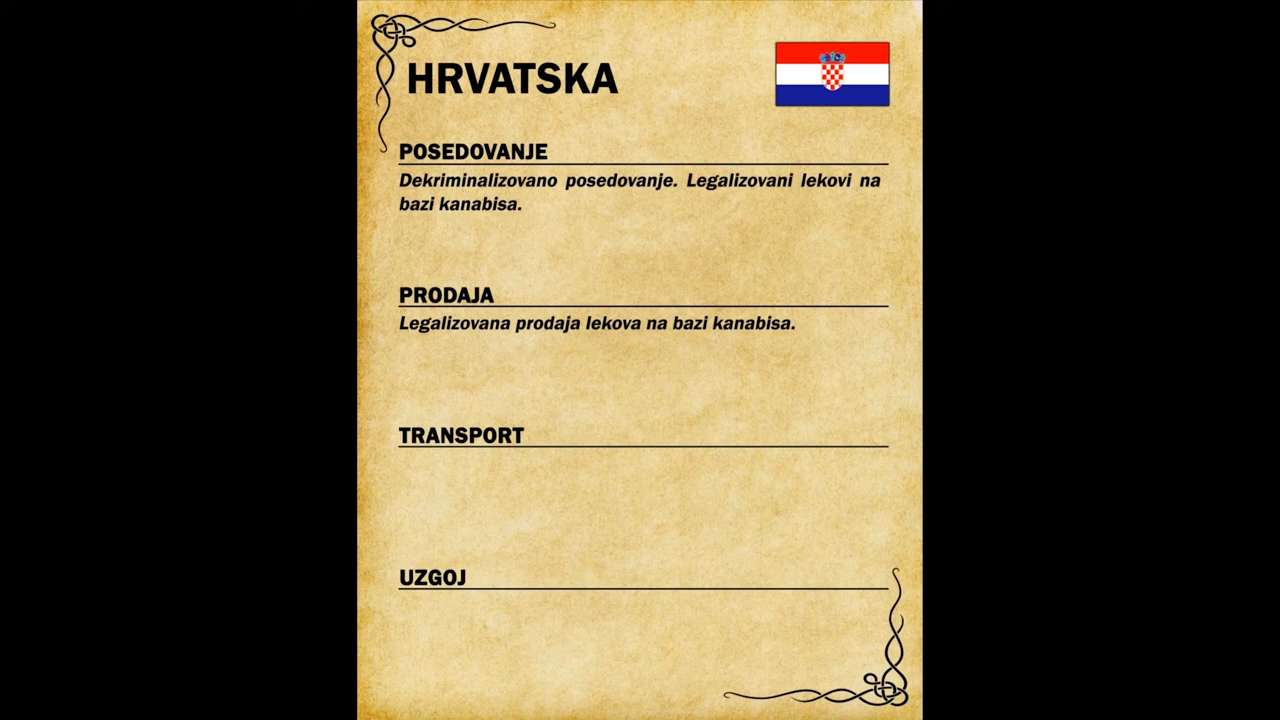 HRVATSKA
POSEDOVANJE
Dekriminalizovano posedovanje. Legalizovani lekovi na
bazi kanabisa.
PRODAJA
Legalizovana prodaja lekova na bazi kanabisa.
TRANSPORT
UZGOJ